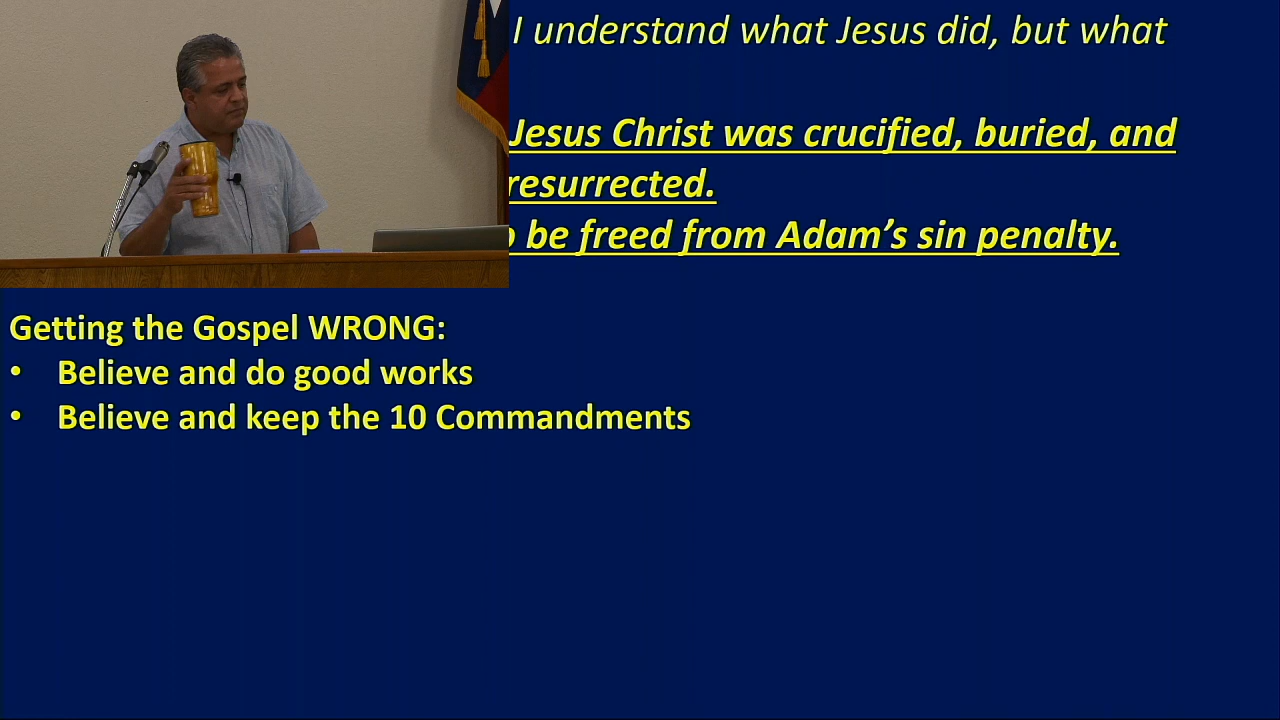 I understand what Jesus did, but what
Jesus Christ was crucified, buried, and
resurrected.
be freed from Adam’s sin penalty.
Getting the Gospel WRONG:
• Believe and do good works
• Believe and keep the 10 Commandments